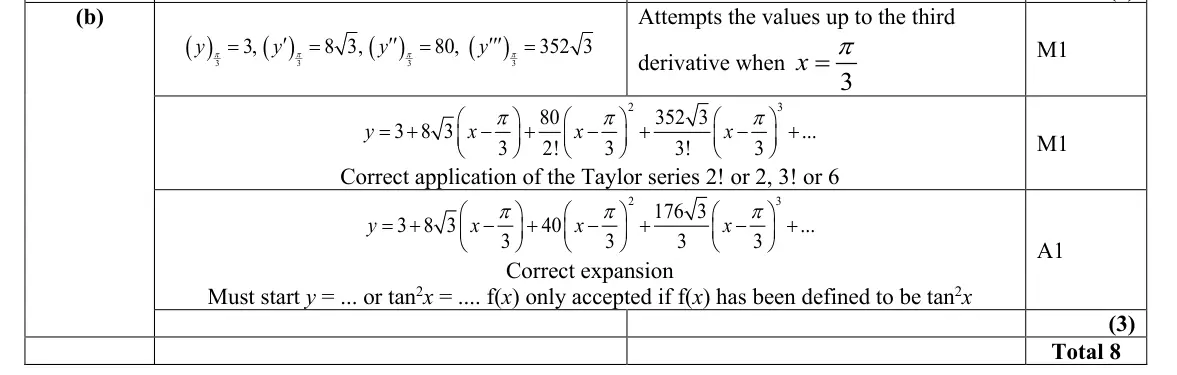 (b)
(y)_{π/3} = 3, (y′)_{π/3} = 8√3, (y″)_{π/3} = 80, (y‴)_{π/3} = 352√3
Attempts the values up to the third
derivative when x = π/3
M1
y = 3 + 8√3(x − π/3) + 80/2!(x − π/3)² + 352√3/3!(x − π/3)³ + ...
Correct application of the Taylor series 2! or 2, 3! or 6
M1
y = 3 + 8√3(x − π/3) + 40(x − π/3)² + 176√3/3(x − π/3)³ + ...
Correct expansion
Must start y = ... or tan²x = .... f(x) only accepted if f(x) has been defined to be tan²x
A1
(3)
Total 8